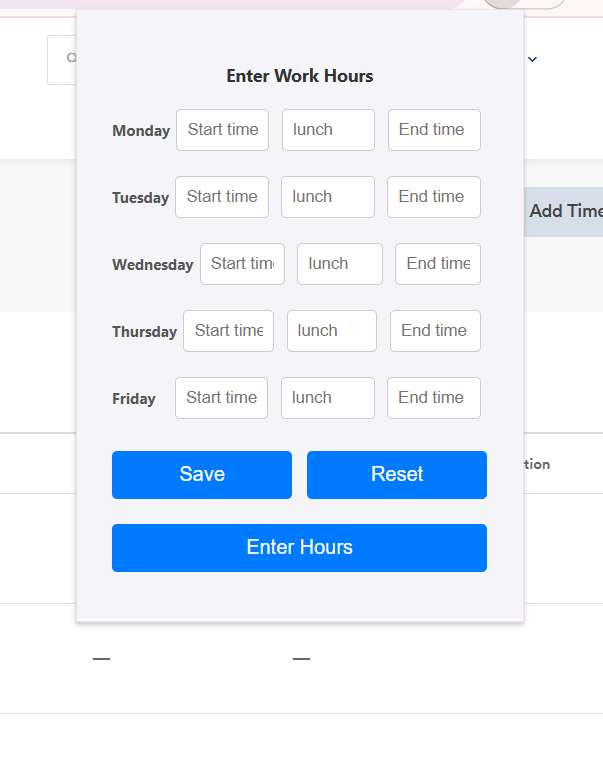 Enter Work Hours
Monday Start time lunch End time
Tuesday Start time lunch End time
Add Time
Wednesday Start tim lunch End time
Thursday Start time lunch End time
Friday Start time lunch End time
tion
Save Reset
Enter Hours
— —